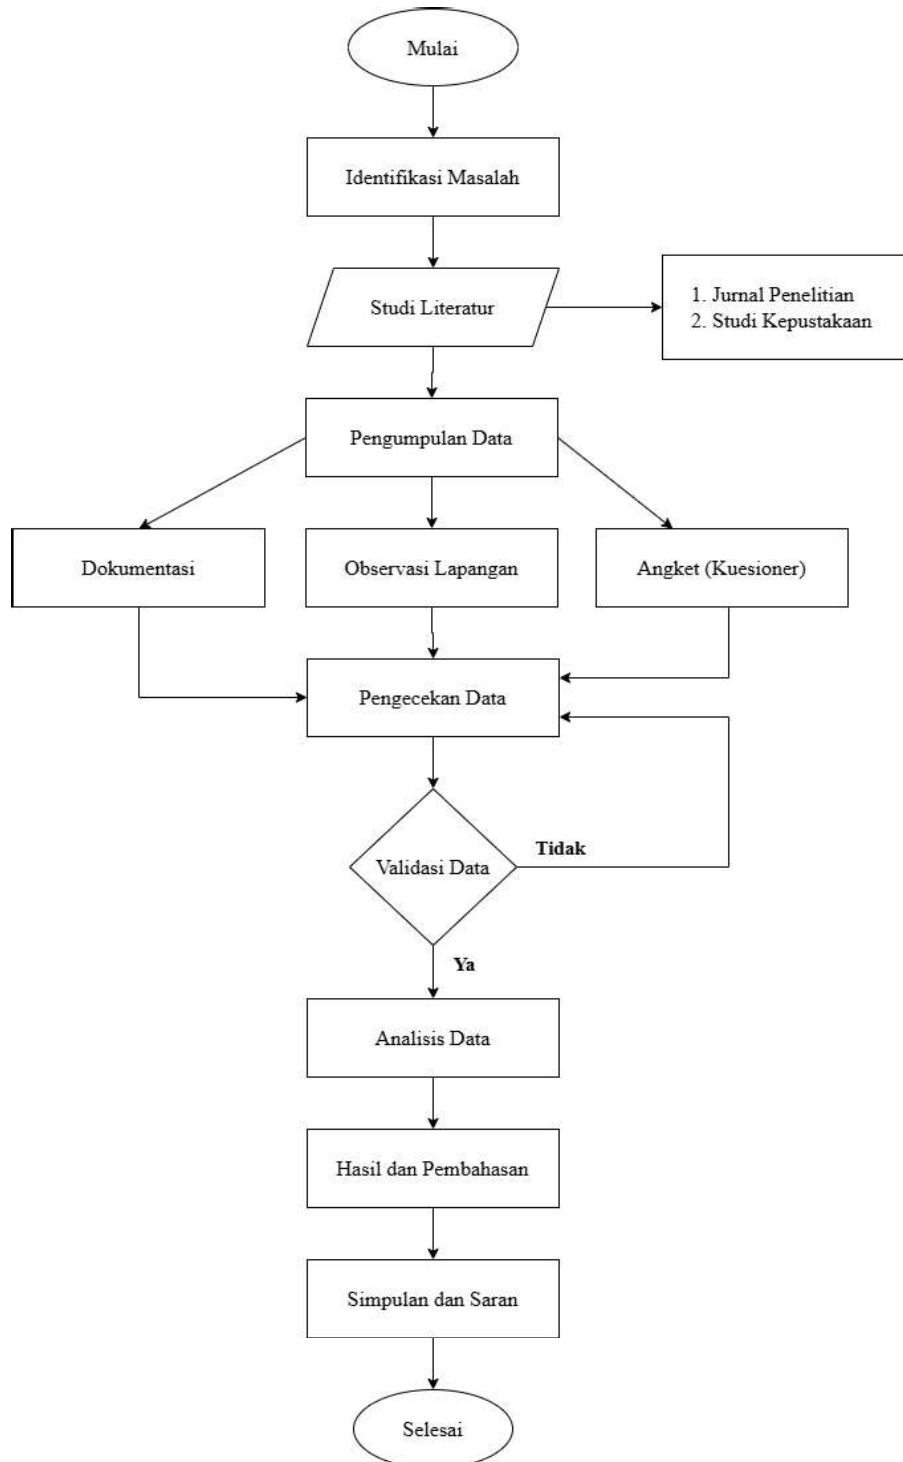 Mulai
Identifikasi Masalah
Studi Literatur
1. Jurnal Penelitian
2. Studi Kepustakaan
Pengumpulan Data
Dokumentasi
Observasi Lapangan
Angket (Kuesioner)
Pengecekan Data
Validasi Data
Tidak
Ya
Analisis Data
Hasil dan Pembahasan
Simpulan dan Saran
Selesai